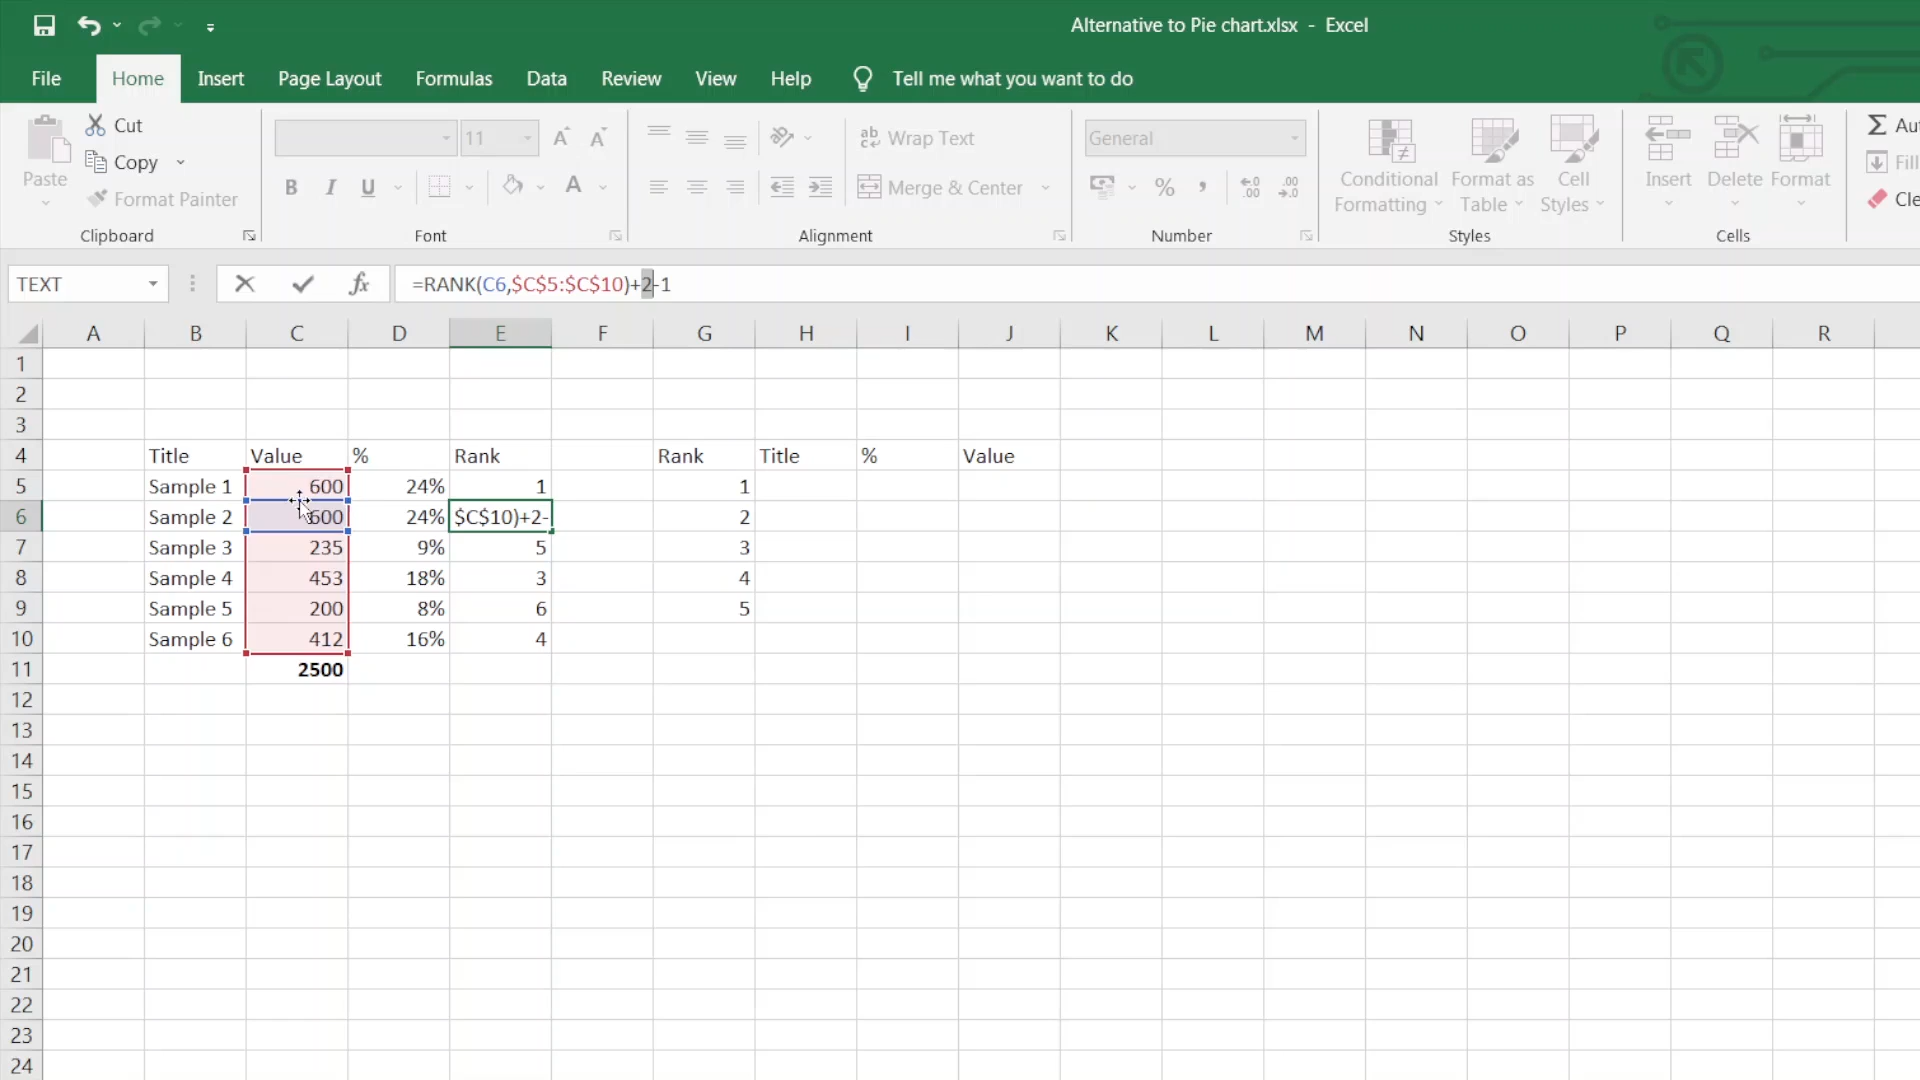 Alternative to Pie chart.xlsx - Excel
File Home Insert Page Layout Formulas Data Review View Help Tell me what you want to do
Paste Cut Copy Format Painter
Clipboard
11 A A
B I U A
Font
ab Wrap Text
Merge & Center
Alignment
General
% , .00
Number
Conditional Formatting Format as Table Cell Styles
Styles
Insert Delete Format
Cells
Σ Au
Fill
Cle
TEXT fx =RANK(C6,$C$5:$C$10)+2-1
A B C D E F G H I J K L M N O P Q R
1
2
3
4 Title Value % Rank Rank Title % Value
5 Sample 1 600 24% 1 1
6 Sample 2 600 24% $C$10)+2- 2
7 Sample 3 235 9% 5 3
8 Sample 4 453 18% 3 4
9 Sample 5 200 8% 6 5
10 Sample 6 412 16% 4
11 2500
12
13
14
15
16
17
18
19
20
21
22
23
24